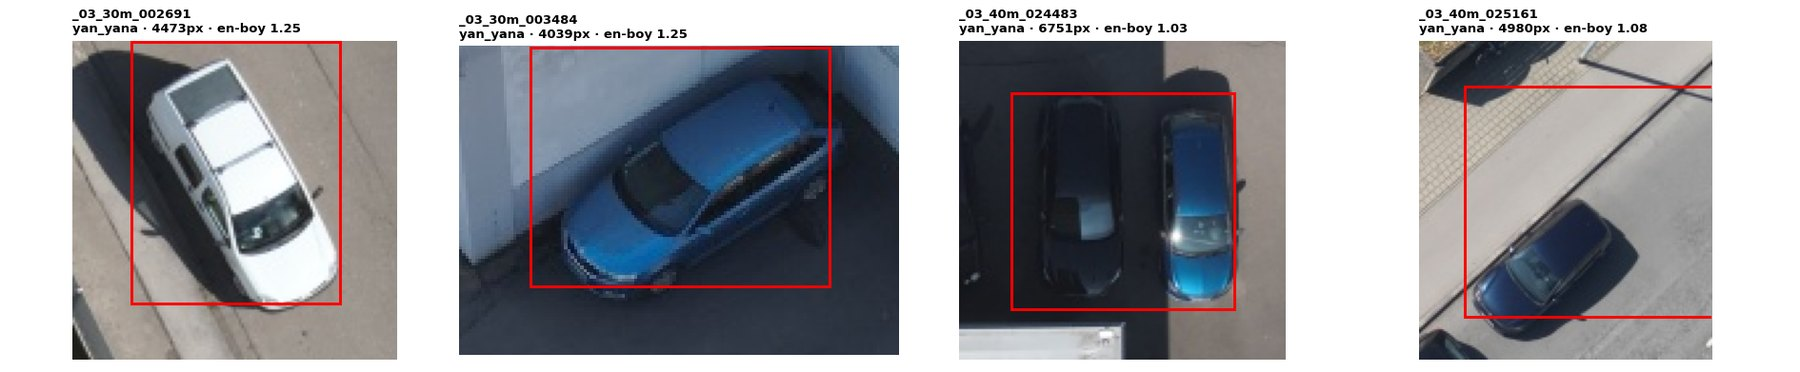 _03_30m_002691
yan_yana · 4473px · en-boy 1.25
_03_30m_003484
yan_yana · 4039px · en-boy 1.25
_03_40m_024483
yan_yana · 6751px · en-boy 1.03
_03_40m_025161
yan_yana · 4980px · en-boy 1.08